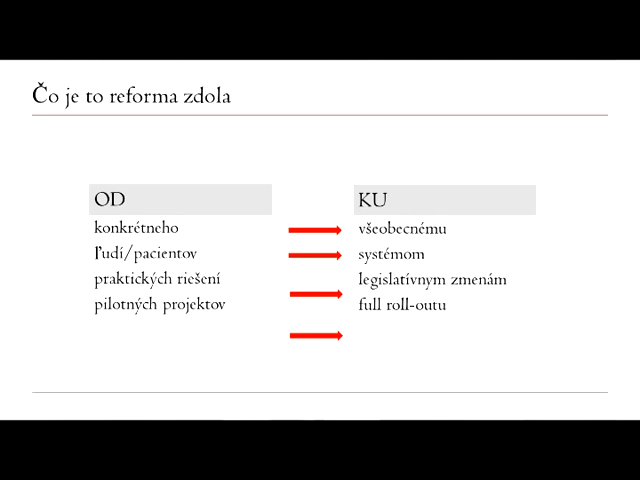 Čo je to reforma zdola
OD
konkrétneho
ľudí/pacientov
praktických riešení
pilotných projektov
KU
všeobecnému
systémom
legislatívnym zmenám
full roll-outu